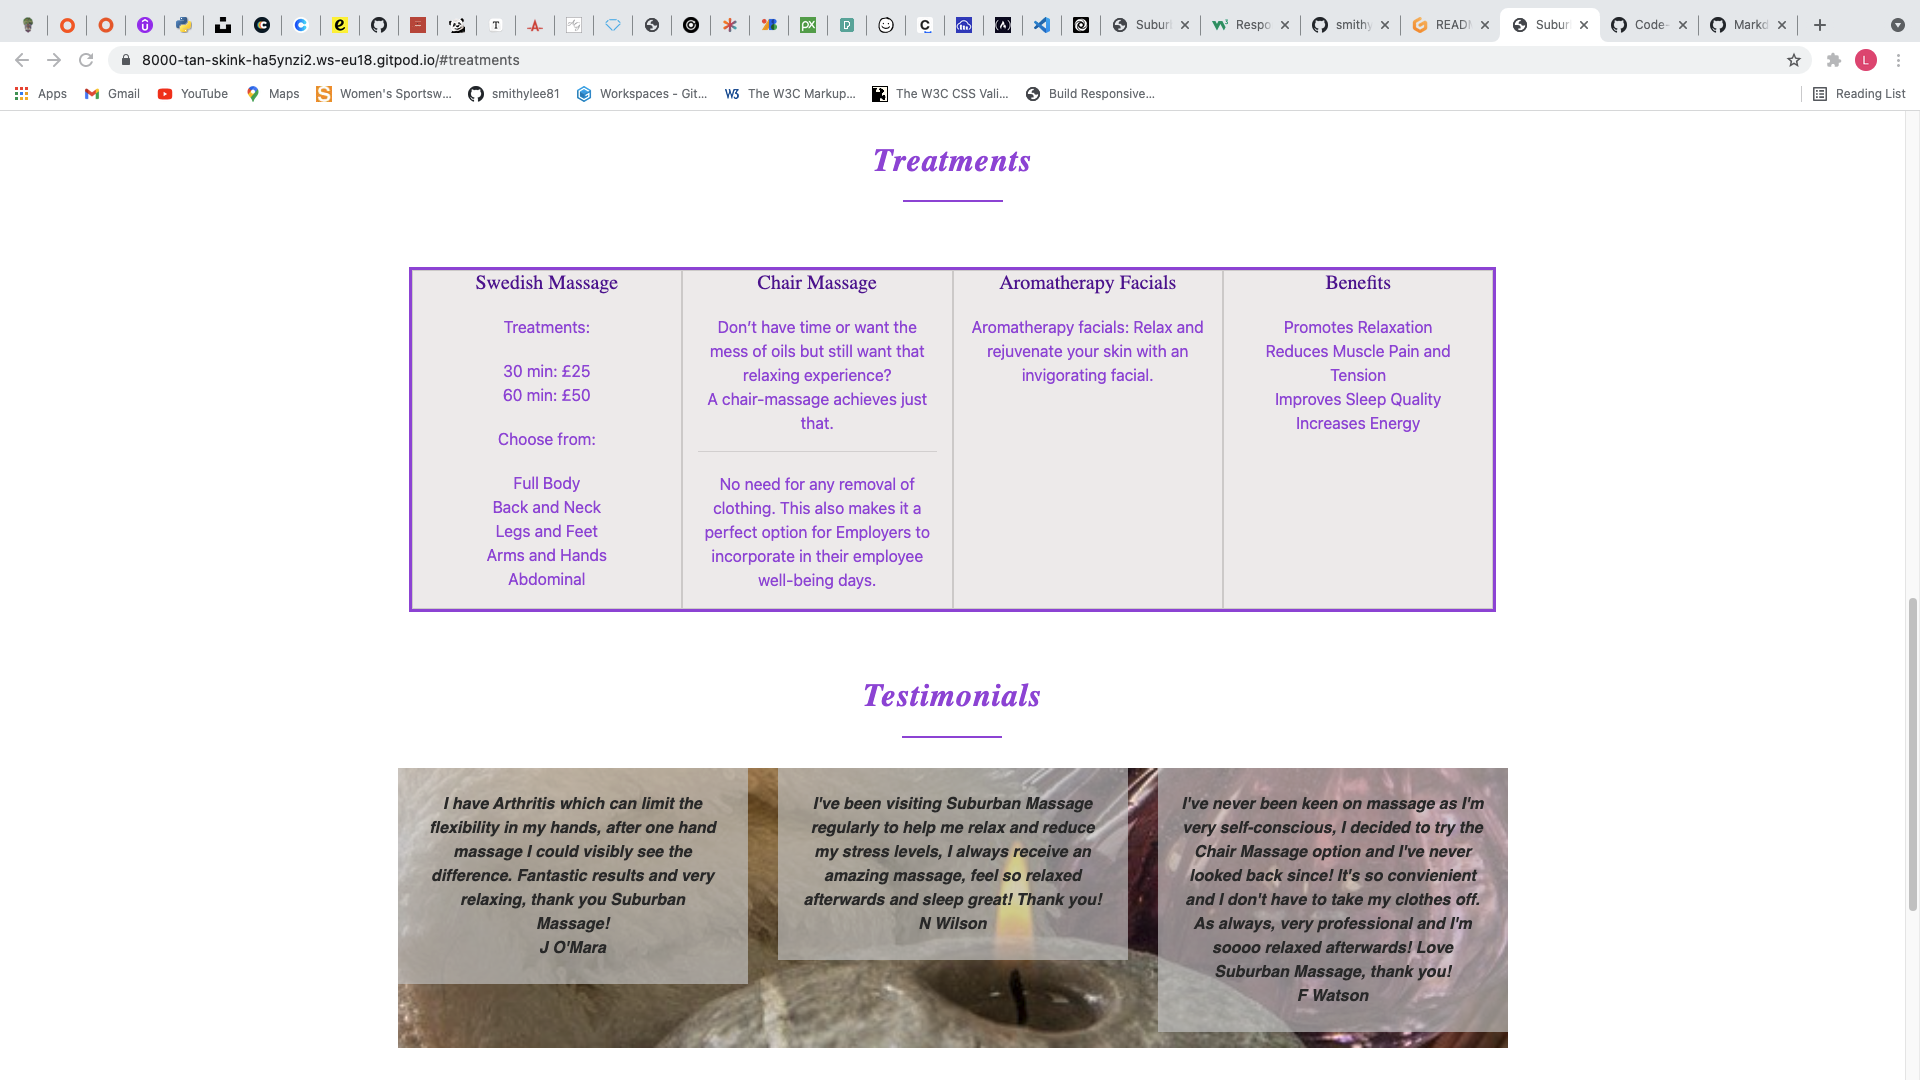 Subur
Respo
smithy
READ
Subur
Code-
Markd
8000-tan-skink-ha5ynzi2.ws-eu18.gitpod.io/#treatments
L
Apps
Gmail
YouTube
Maps
Women's Sportsw...
smithylee81
Workspaces - Git...
The W3C Markup...
The W3C CSS Vali...
Build Responsive...
Reading List
Treatments
Swedish Massage
Treatments:
30 min: £25
60 min: £50
Choose from:
Full Body
Back and Neck
Legs and Feet
Arms and Hands
Abdominal
Chair Massage
Don’t have time or want the
mess of oils but still want that
relaxing experience?
A chair-massage achieves just
that.
No need for any removal of
clothing. This also makes it a
perfect option for Employers to
incorporate in their employee
well-being days.
Aromatherapy Facials
Aromatherapy facials: Relax and
rejuvenate your skin with an
invigorating facial.
Benefits
Promotes Relaxation
Reduces Muscle Pain and
Tension
Improves Sleep Quality
Increases Energy
Testimonials
I have Arthritis which can limit the
flexibility in my hands, after one hand
massage I could visibly see the
difference. Fantastic results and very
relaxing, thank you Suburban
Massage!
J O'Mara
I've been visiting Suburban Massage
regularly to help me relax and reduce
my stress levels, I always receive an
amazing massage, feel so relaxed
afterwards and sleep great! Thank you!
N Wilson
I've never been keen on massage as I'm
very self-conscious, I decided to try the
Chair Massage option and I've never
looked back since! It's so convienient
and I don't have to take my clothes off.
As always, very professional and I'm
soooo relaxed afterwards! Love
Suburban Massage, thank you!
F Watson